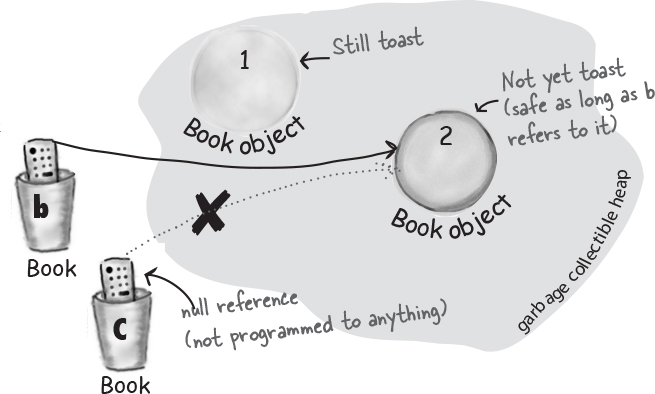 1
Still toast
Book object
Not yet toast
(safe as long as b
refers to it)
2
Book object
b
Book
c
Book
null reference
(not programmed to anything)
garbage collectible heap